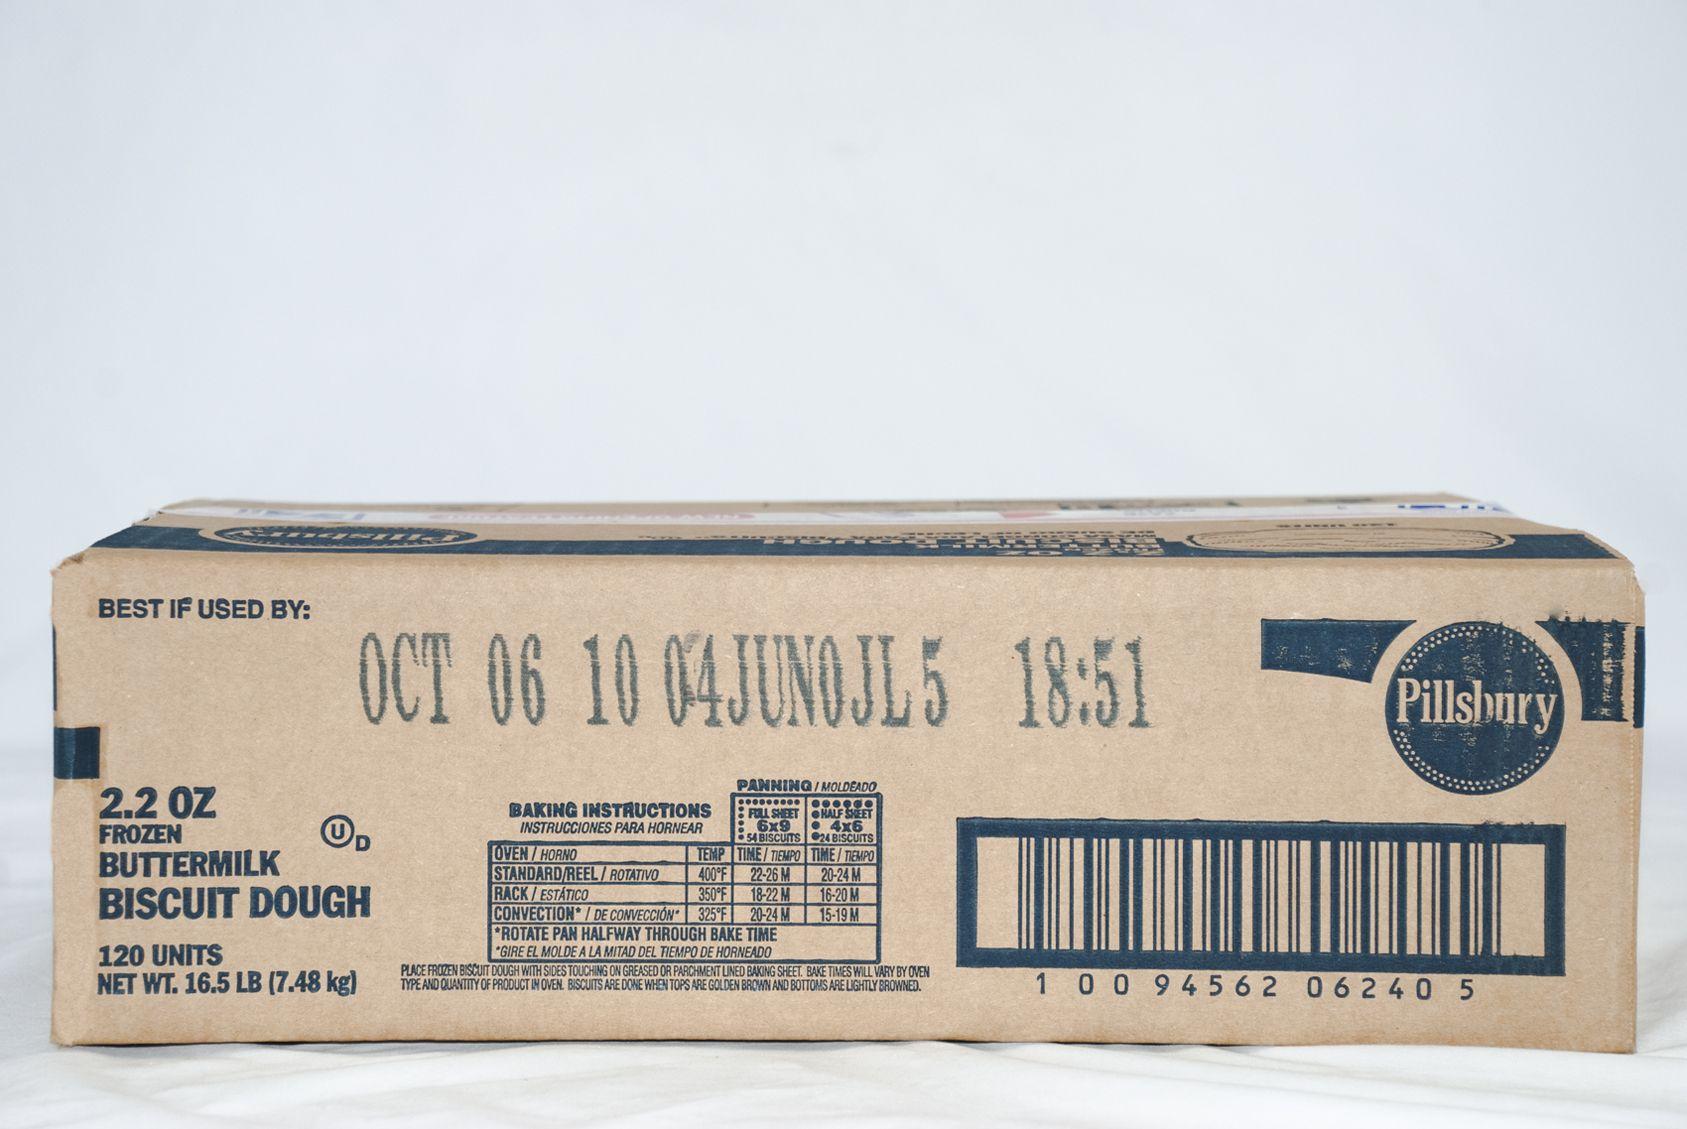 Pillsbury
BEST IF USED BY:
OCT 06 10 04JUN0JL5 18:51
Pillsbury
2.2 OZ
FROZEN
BUTTERMILK
BISCUIT DOUGH
U D
120 UNITS
NET WT. 16.5 LB (7.48 kg)
PANNING / MOLDEADO
BAKING INSTRUCTIONS
INSTRUCCIONES PARA HORNEAR
FULL SHEET HALF SHEET
6x9 4x6
54 BISCUITS 24 BISCUITS
OVEN / HORNO TEMP TIME / TIEMPO TIME / TIEMPO
STANDARD/REEL / ROTATIVO 400°F 22-26 M 20-24 M
RACK / ESTÁTICO 350°F 18-22 M 16-20 M
CONVECTION* / DE CONVECCIÓN* 325°F 20-24 M 15-19 M
*ROTATE PAN HALFWAY THROUGH BAKE TIME
*GIRE EL MOLDE A LA MITAD DEL TIEMPO DE HORNEADO
PLACE FROZEN BISCUIT DOUGH WITH SIDES TOUCHING ON GREASED OR PARCHMENT LINED BAKING SHEET. BAKE TIMES WILL VARY BY OVEN
TYPE AND QUANTITY OF PRODUCT IN OVEN. BISCUITS ARE DONE WHEN TOPS ARE GOLDEN BROWN AND BOTTOMS ARE LIGHTLY BROWNED.
1 0 0 94562 06240 5